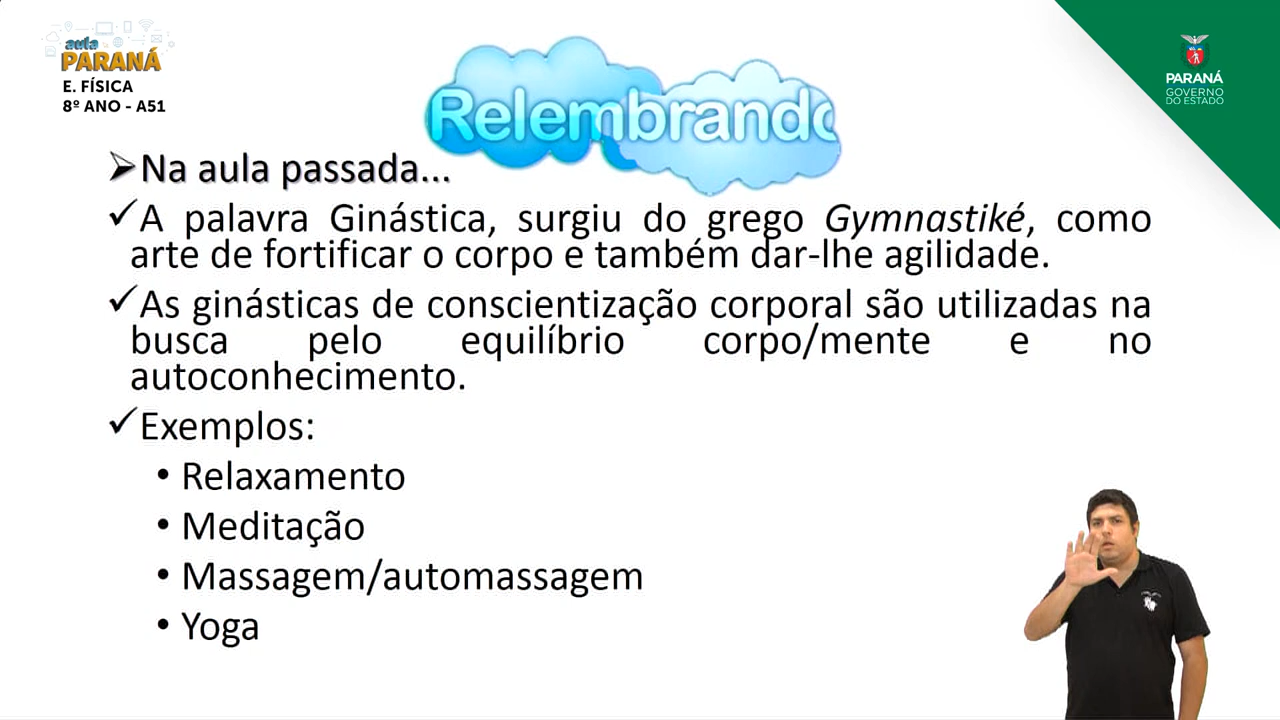 aula
PARANÁ
E. FÍSICA
8º ANO - A51
Relembrando
PARANÁ
GOVERNO
DO ESTADO
➢Na aula passada...
✓A palavra Ginástica, surgiu do grego Gymnastiké, como
arte de fortificar o corpo e também dar-lhe agilidade.
✓As ginásticas de conscientização corporal são utilizadas na
busca pelo equilíbrio corpo/mente e no
autoconhecimento.
✓Exemplos:
• Relaxamento
• Meditação
• Massagem/automassagem
• Yoga